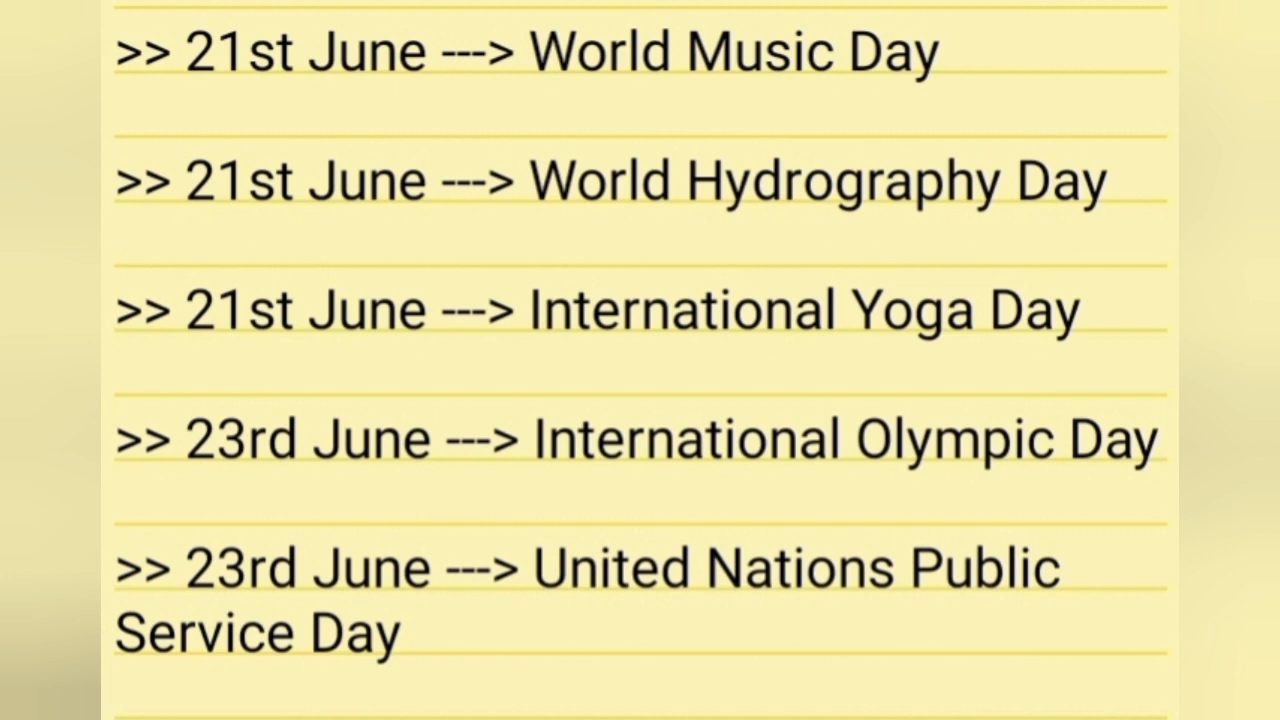 >> 21st June ---> World Music Day
>> 21st June ---> World Hydrography Day
>> 21st June ---> International Yoga Day
>> 23rd June ---> International Olympic Day
>> 23rd June ---> United Nations Public
Service Day